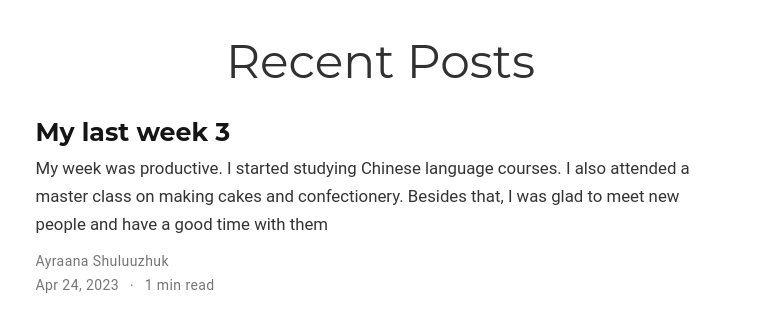 Recent Posts
My last week 3
My week was productive. I started studying Chinese language courses. I also attended a
master class on making cakes and confectionery. Besides that, I was glad to meet new
people and have a good time with them
Ayraana Shuluuzhuk
Apr 24, 2023 · 1 min read